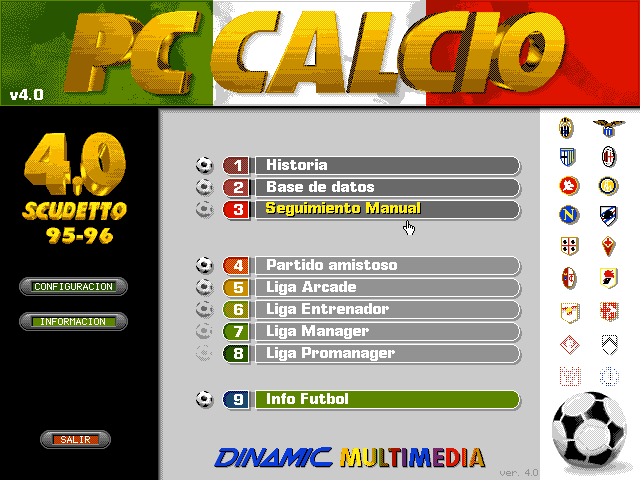 PC CALCIO
v4.0
4.0
SCUDETTO
95-96
CONFIGURACION
INFORMACION
SALIR
1 Historia
2 Base de datos
3 Seguimiento Manual
4 Partido amistoso
5 Liga Arcade
6 Liga Entrenador
7 Liga Manager
8 Liga Promanager
9 Info Futbol
DINAMIC MULTIMEDIA
ver. 4.0